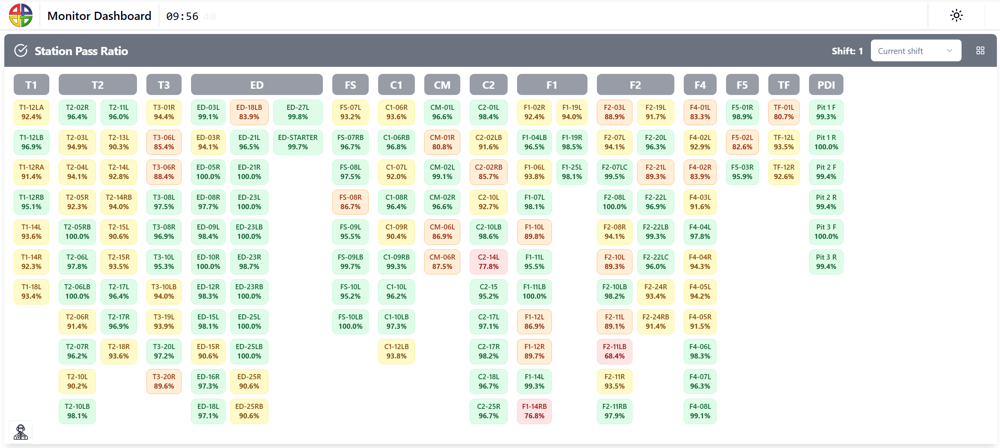 Monitor Dashboard
09:56 40
Station Pass Ratio
Shift: 1
Current shift
T1
T1-12LA
92.4%
T1-12LB
96.9%
T1-12RA
91.4%
T1-12RB
95.1%
T1-14L
93.6%
T1-14R
92.3%
T1-18L
93.4%
T2
T2-02R
96.4%
T2-03L
94.9%
T2-04L
94.1%
T2-05R
92.3%
T2-05RB
100.0%
T2-06L
97.8%
T2-06LB
100.0%
T2-06R
91.4%
T2-07R
96.2%
T2-10L
90.2%
T2-10LB
98.1%
T2-11L
96.0%
T2-13L
90.3%
T2-14L
92.8%
T2-14RB
94.0%
T2-15L
90.6%
T2-15R
93.5%
T2-17L
96.4%
T2-17R
96.9%
T2-18R
93.6%
T3
T3-01R
94.4%
T3-06L
85.4%
T3-06R
88.4%
T3-08L
97.5%
T3-08R
96.9%
T3-10L
95.3%
T3-10LB
94.0%
T3-19L
93.9%
T3-20L
97.2%
T3-20R
89.6%
ED
ED-03L
99.1%
ED-03R
94.1%
ED-05R
100.0%
ED-08R
97.7%
ED-09L
98.4%
ED-10R
100.0%
ED-12R
98.3%
ED-15L
98.1%
ED-15R
90.6%
ED-16R
97.3%
ED-18L
97.1%
ED-18LB
83.9%
ED-21L
96.5%
ED-21R
100.0%
ED-23L
100.0%
ED-23LB
100.0%
ED-23R
98.7%
ED-23RB
100.0%
ED-25L
100.0%
ED-25LB
100.0%
ED-25R
90.6%
ED-25RB
90.6%
ED-27L
99.8%
ED-STARTER
99.7%
FS
FS-07L
93.2%
FS-07RB
96.7%
FS-08L
97.5%
FS-08R
86.7%
FS-09L
95.5%
FS-09LB
99.7%
FS-10L
95.2%
FS-10LB
100.0%
C1
C1-06R
93.6%
C1-06RB
96.8%
C1-07L
92.0%
C1-08R
96.4%
C1-09R
90.4%
C1-09RB
99.3%
C1-10L
96.2%
C1-10LB
97.3%
C1-12LB
93.8%
CM
CM-01L
96.6%
CM-01R
80.8%
CM-02L
99.1%
CM-02R
96.6%
CM-06L
86.9%
CM-06R
87.5%
C2
C2-01L
98.4%
C2-02LB
91.6%
C2-02RB
85.7%
C2-10L
92.7%
C2-10LB
98.6%
C2-14L
77.8%
C2-15
95.2%
C2-17L
97.1%
C2-17R
98.2%
C2-18L
96.7%
C2-25R
96.7%
F1
F1-02R
92.4%
F1-04LB
96.5%
F1-06L
93.8%
F1-07L
98.1%
F1-10L
89.8%
F1-11L
95.5%
F1-11LB
100.0%
F1-12L
86.9%
F1-12R
89.7%
F1-14L
99.3%
F1-14RB
76.8%
F1-19L
94.0%
F1-19R
98.5%
F1-25L
98.1%
F2
F2-03L
88.9%
F2-07L
94.1%
F2-07LC
99.5%
F2-08L
100.0%
F2-08R
94.1%
F2-10L
89.3%
F2-10LB
98.2%
F2-11L
89.1%
F2-11LB
68.4%
F2-11R
93.5%
F2-11RB
97.9%
F2-19L
91.7%
F2-20L
96.3%
F2-21L
89.3%
F2-22L
96.9%
F2-22LB
99.3%
F2-22LC
96.0%
F2-24R
93.4%
F2-24RB
91.4%
F4
F4-01L
83.3%
F4-02L
92.9%
F4-02R
83.9%
F4-03L
91.6%
F4-04L
97.8%
F4-04R
94.3%
F4-05L
94.2%
F4-05R
91.5%
F4-06L
98.3%
F4-07L
96.3%
F4-08L
99.1%
F5
F5-01R
98.9%
F5-02L
82.6%
F5-03R
95.9%
TF
TF-01L
80.7%
TF-12L
93.5%
TF-12R
92.6%
PDI
Pit 1 F
99.3%
Pit 1 R
100.0%
Pit 2 F
99.4%
Pit 2 R
99.4%
Pit 3 F
100.0%
Pit 3 R
99.4%